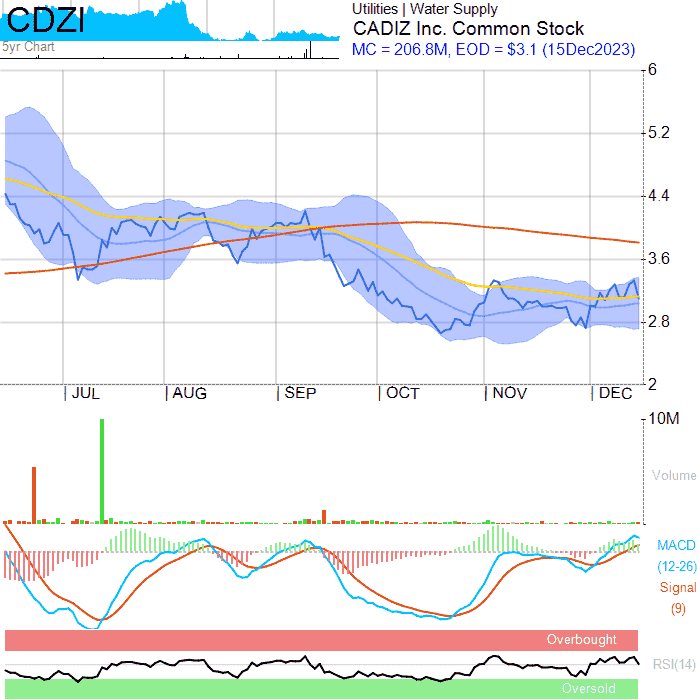 CDZI
5yr Chart
Utilities | Water Supply
CADIZ Inc. Common Stock
MC = 206.8M, EOD = $3.1 (15Dec2023)
6
5.2
4.4
3.6
2.8
2
JUL
AUG
SEP
OCT
NOV
DEC
10M
Volume
MACD
(12-26)
Signal
(9)
Overbought
RSI(14)
Oversold